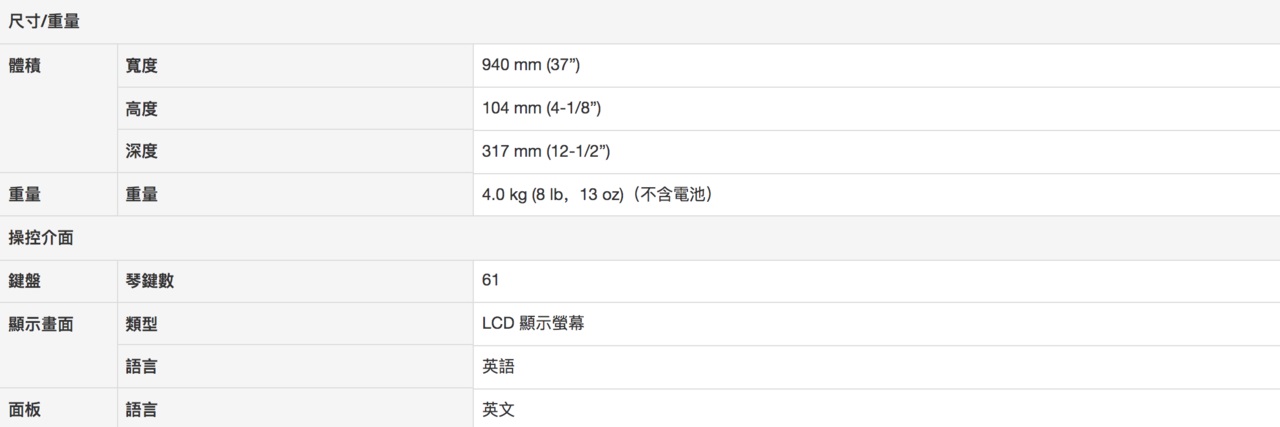 尺寸/重量
體積 寬度 940 mm (37”)
高度 104 mm (4-1/8”)
深度 317 mm (12-1/2”)
重量 重量 4.0 kg (8 lb，13 oz)（不含電池）
操控介面
鍵盤 琴鍵數 61
顯示畫面 類型 LCD 顯示螢幕
語言 英語
面板 語言 英文